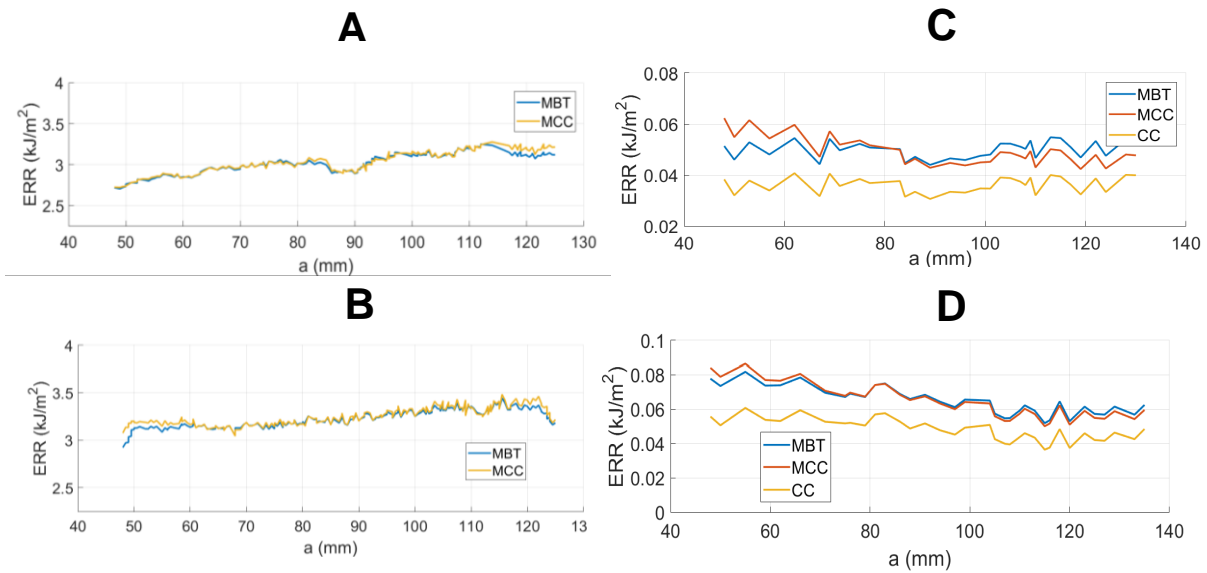 A
4
3.5
3
2.5
ERR (kJ/m²)
MBT
MCC
40 50 60 70 80 90 100 110 120 130
a (mm)
C
0.08
0.06
0.04
0.02
ERR (kJ/m²)
MBT
MCC
CC
40 60 80 100 120 140
a (mm)
B
4
3.5
3
2.5
ERR (kJ/m²)
MBT
MCC
40 50 60 70 80 90 100 110 120 13
a (mm)
D
0.1
0.08
0.06
0.04
0.02
0
ERR (kJ/m²)
MBT
MCC
CC
40 60 80 100 120 140
a (mm)